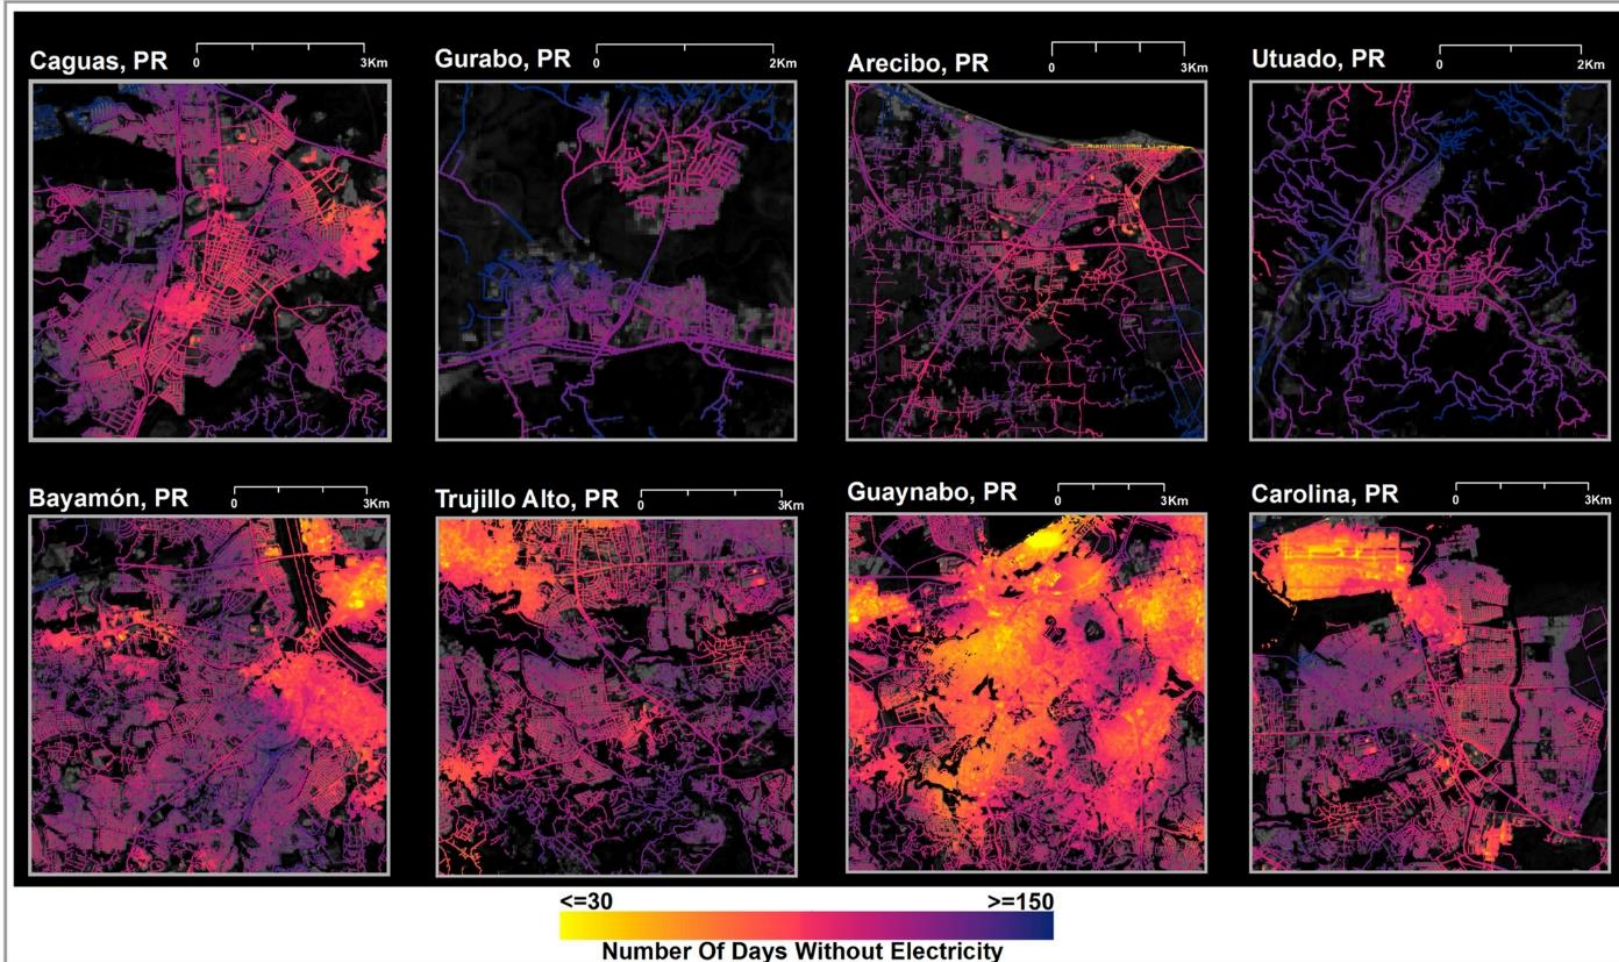 Caguas, PR
0 3Km
Gurabo, PR
0 2Km
Arecibo, PR
0 3Km
Utuado, PR
0 2Km
Bayamón, PR
0 3Km
Trujillo Alto, PR
0 3Km
Guaynabo, PR
0 3Km
Carolina, PR
0 3Km
<=30 >=150
Number Of Days Without Electricity